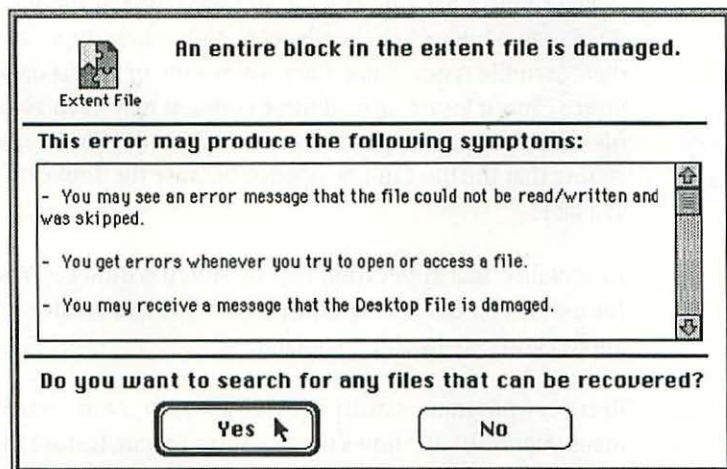 An entire block in the extent file is damaged.
Extent File
This error may produce the following symptoms:
- You may see an error message that the file could not be read/written and
was skipped.
- You get errors whenever you try to open or access a file.
- You may receive a message that the Desktop File is damaged.
Do you want to search for any files that can be recovered?
Yes
No